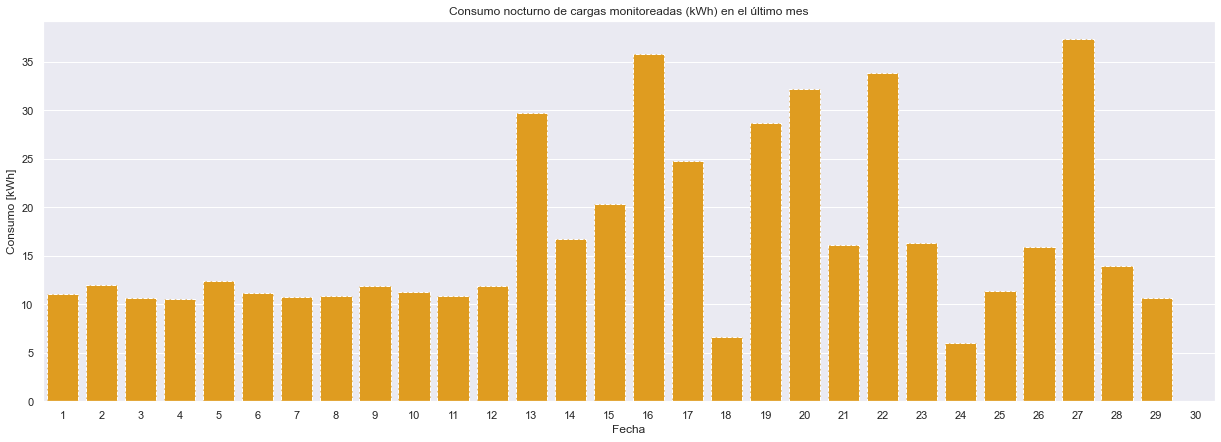 Consumo nocturno de cargas monitoreadas (kWh) en el último mes
35
30
25
20
15
10
5
0
Consumo [kWh]
1 2 3 4 5 6 7 8 9 10 11 12 13 14 15 16 17 18 19 20 21 22 23 24 25 26 27 28 29 30
Fecha